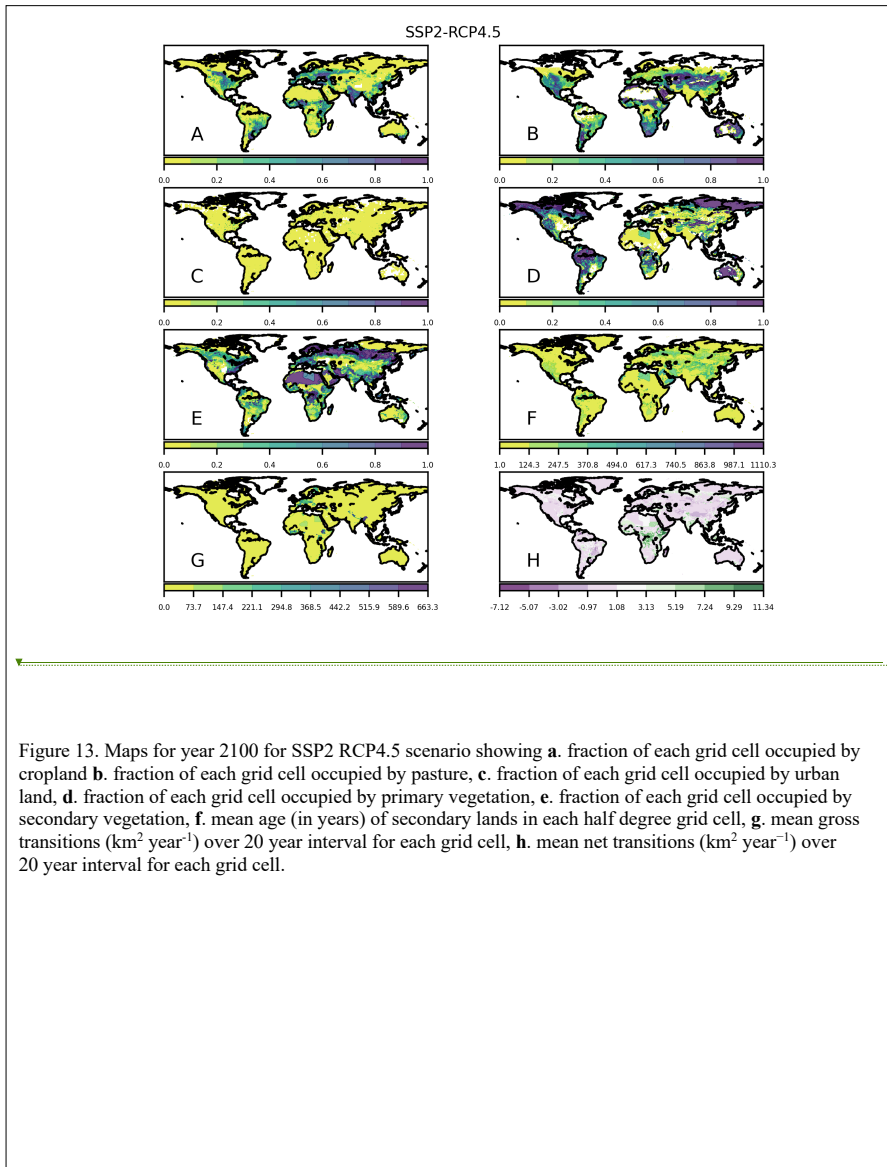 SSP2-RCP4.5
A
B
0.0 0.2 0.4 0.6 0.8 1.0
0.0 0.2 0.4 0.6 0.8 1.0
C
D
0.0 0.2 0.4 0.6 0.8 1.0
0.0 0.2 0.4 0.6 0.8 1.0
E
F
0.0 0.2 0.4 0.6 0.8 1.0
1.0 124.3 247.5 370.8 494.0 617.3 740.5 863.8 987.1 1110.3
G
H
0.0 73.7 147.4 221.1 294.8 368.5 442.2 515.9 589.6 663.3
-7.12 -5.07 -3.02 -0.97 1.08 3.13 5.19 7.24 9.29 11.34
Figure 13. Maps for year 2100 for SSP2 RCP4.5 scenario showing a. fraction of each grid cell occupied by
cropland b. fraction of each grid cell occupied by pasture, c. fraction of each grid cell occupied by urban
land, d. fraction of each grid cell occupied by primary vegetation, e. fraction of each grid cell occupied by
secondary vegetation, f. mean age (in years) of secondary lands in each half degree grid cell, g. mean gross
transitions (km² year⁻¹) over 20 year interval for each grid cell, h. mean net transitions (km² year⁻¹) over
20 year interval for each grid cell.